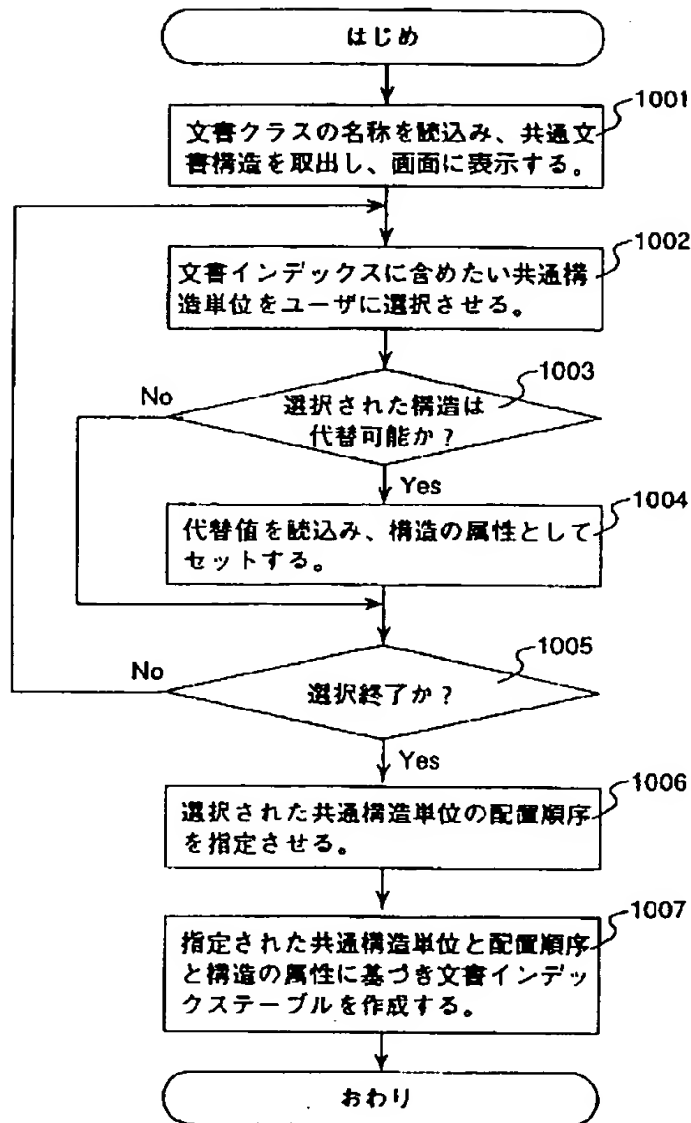 はじめ
1001
文書クラスの名称を読込み、共通文
書構造を取出し、画面に表示する。
1002
文書インデックスに含めたい共通構
造単位をユーザに選択させる。
1003
No
選択された構造は
代替可能か?
Yes
1004
代替値を読込み、構造の属性として
セットする。
1005
No
選択終了か?
Yes
1006
選択された共通構造単位の配置順序
を指定させる。
1007
指定された共通構造単位と配置順序
と構造の属性に基づき文書インデッ
クステーブルを作成する。
おわり